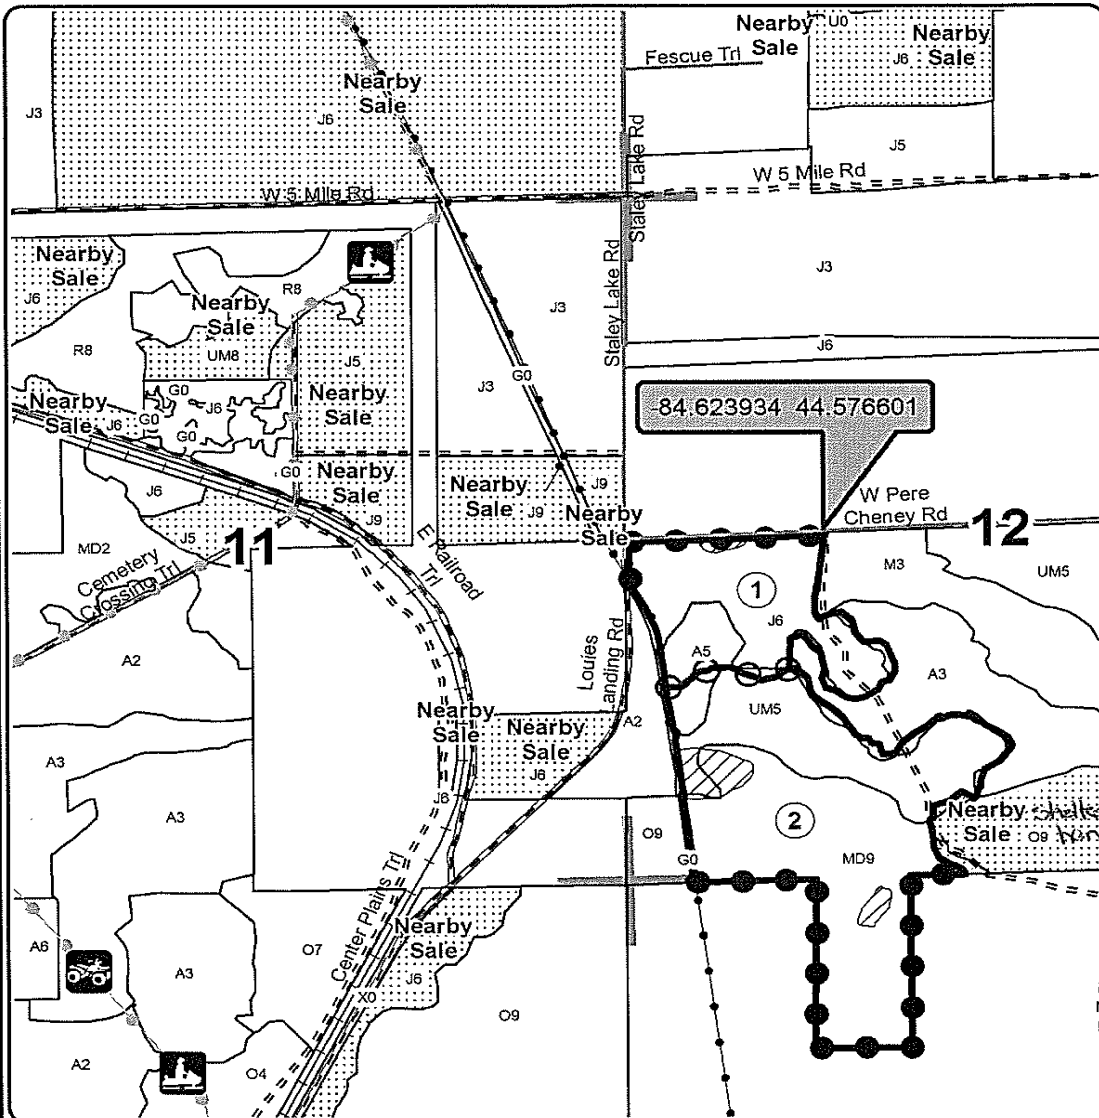 Nearby
Sale
U0
Nearby
Sale
J6
Fescue Trl
Nearby
Sale
J3
J6
Staley Lake Rd
J5
W 5 Mile Rd
W 5 Mile Rd
Nearby
Sale
J6
R8
Nearby
Sale
J3
Staley Lake Rd
J3
R8
UM8
J5
J6
G0
J3
Nearby
Sale
Nearby
Sale
J6
G0
G0
J6
G0
-84.623934 44.576601
G0
Nearby
Sale
J9
Nearby
Sale
J9
J9
J6
W Pere
Cheney Rd
Nearby
Sale
12
MD2
J5
11
Cemetery
Crossing Trl
E Railroad
Trl
M3
UM5
1
J6
A2
Louies
anding Rd
A5
A3
UM5
Nearby
Sale
A2
Nearby
Sale
J6
A3
A3
J6
2
Nearby
Sale
O9
O9
G0
MD9
Center Plains Trl
Nearby
Sale
J6
A6
A3
O7
X0
O9
A2
O4